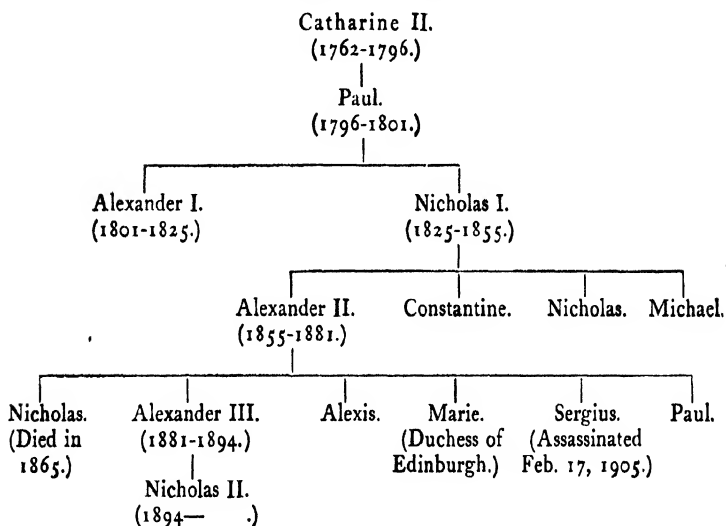 Catharine II.
(1762-1796.)
Paul.
(1796-1801.)
Alexander I.
(1801-1825.)
Nicholas I.
(1825-1855.)
Alexander II.
(1855-1881.)
Constantine.
Nicholas.
Michael.
Nicholas.
(Died in
1865.)
Alexander III.
(1881-1894.)
Nicholas II.
(1894— .)
Alexis.
Marie.
(Duchess of
Edinburgh.)
Sergius.
(Assassinated
Feb. 17, 1905.)
Paul.